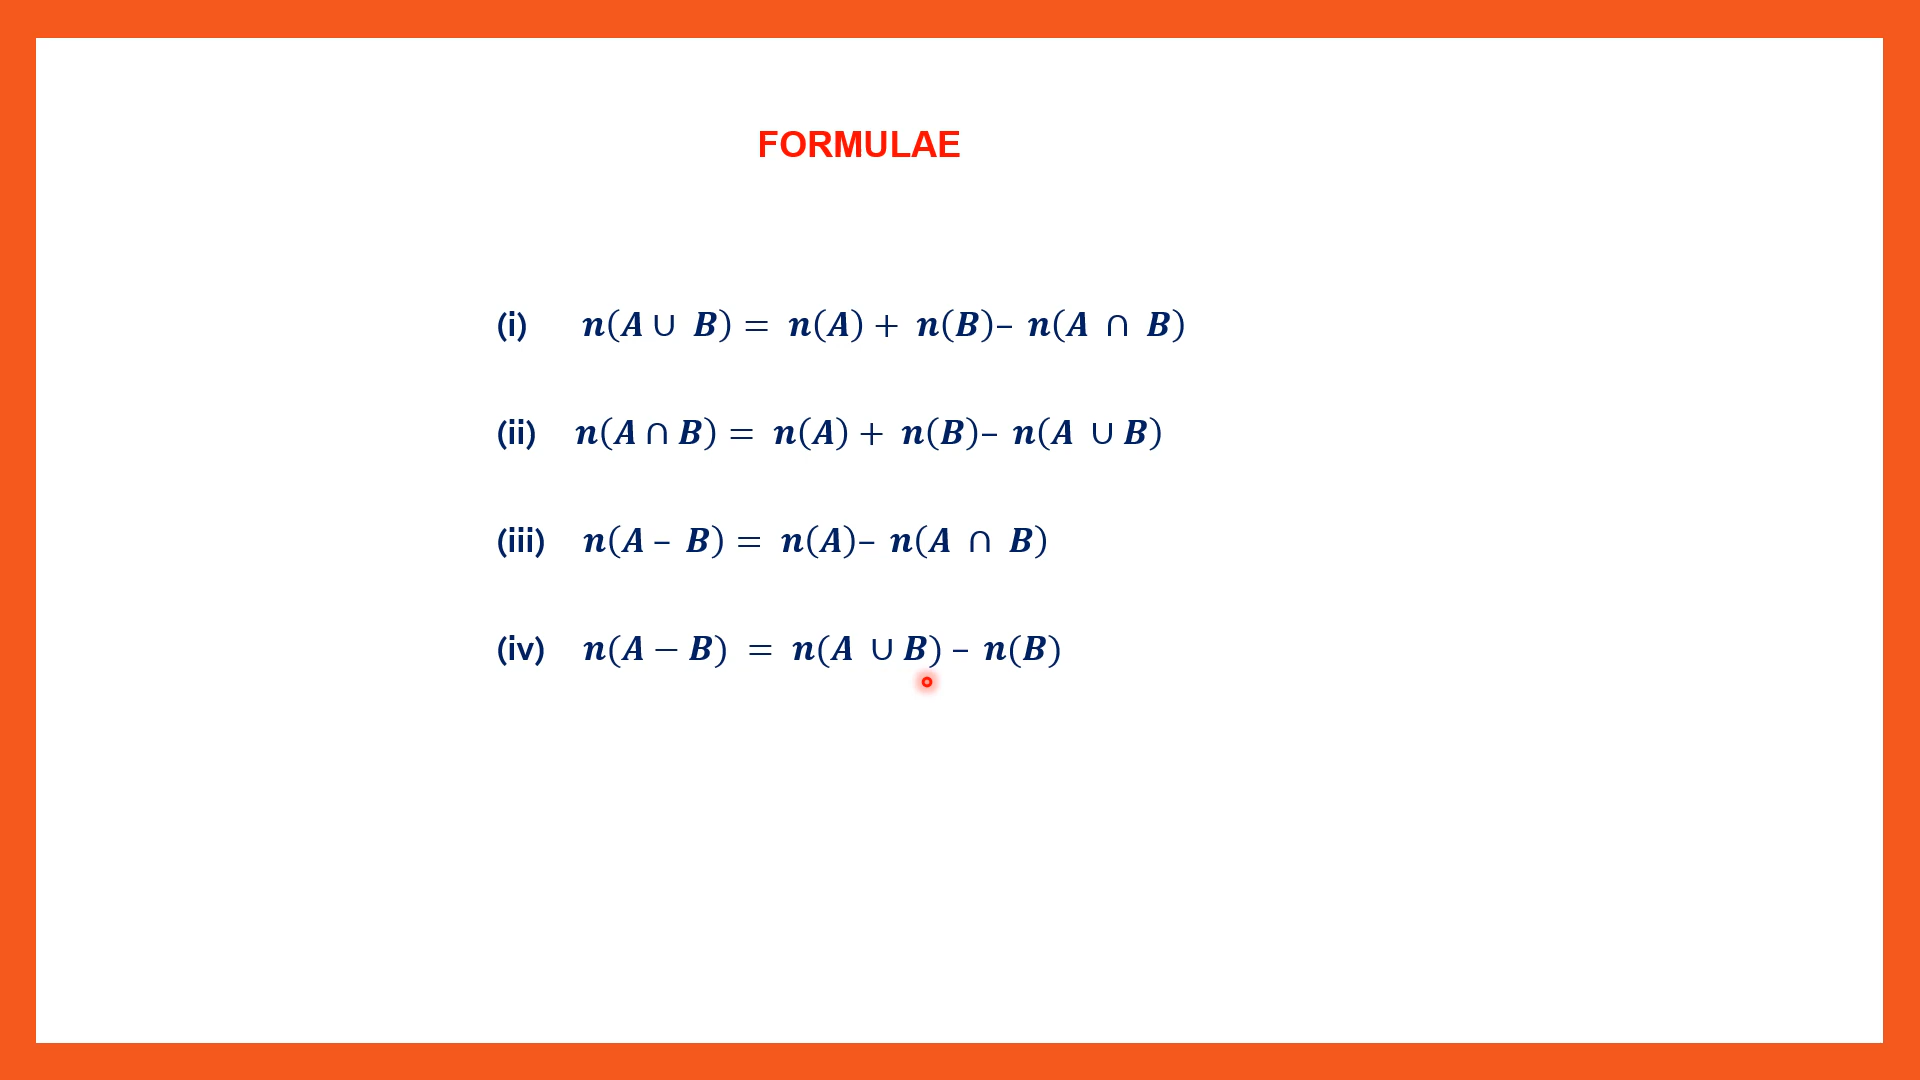 FORMULAE
(i) n(A ∪ B) = n(A) + n(B)– n(A ∩ B)
(ii) n(A ∩ B) = n(A) + n(B)– n(A ∪ B)
(iii) n(A – B) = n(A)– n(A ∩ B)
(iv) n(A − B) = n(A ∪ B) – n(B)